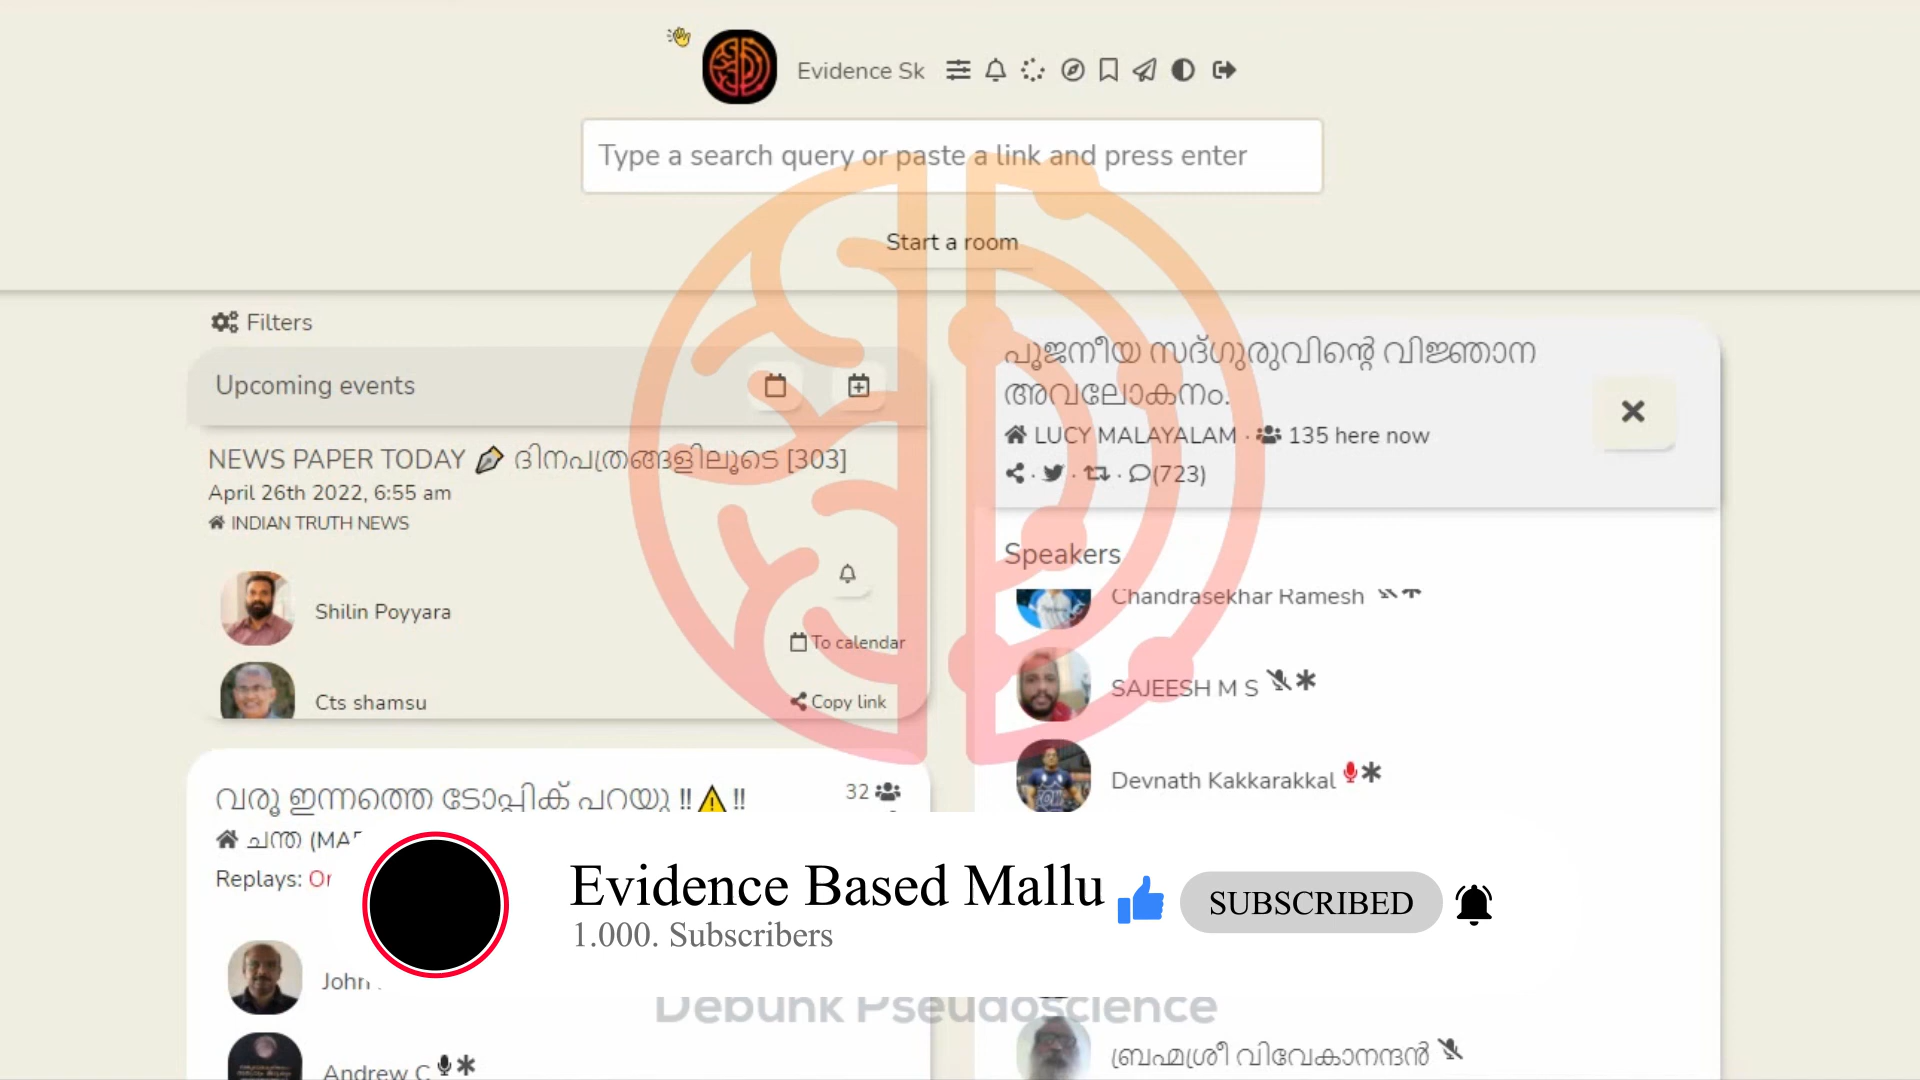 Evidence Sk
Type a search query or paste a link and press enter
Start a room
Filters
Upcoming events
NEWS PAPER TODAY ദിനപത്രങ്ങളിലൂടെ [303]
April 26th 2022, 6:55 am
INDIAN TRUTH NEWS
Shilin Poyyara
To calendar
Cts shamsu
Copy link
വരൂ ഇന്നത്തെ ടോപ്പിക് പറയൂ ‼️⚠️‼️
32
ചന്ത (MA
Replays:
John
Andrew C
പൂജനീയ സദ്ഗുരുവിന്റെ വിജ്ഞാന
അവലോകനം.
LUCY MALAYALAM · 135 here now
(723)
Speakers
Chandrasekhar Ramesh
SAJEESH M S
Devnath Kakkarakkal
Evidence Based Mallu
SUBSCRIBED
1.000. Subscribers
Debunk Pseudoscience
ബ്രഹ്മശ്രീ വിവേകാനന്ദൻ